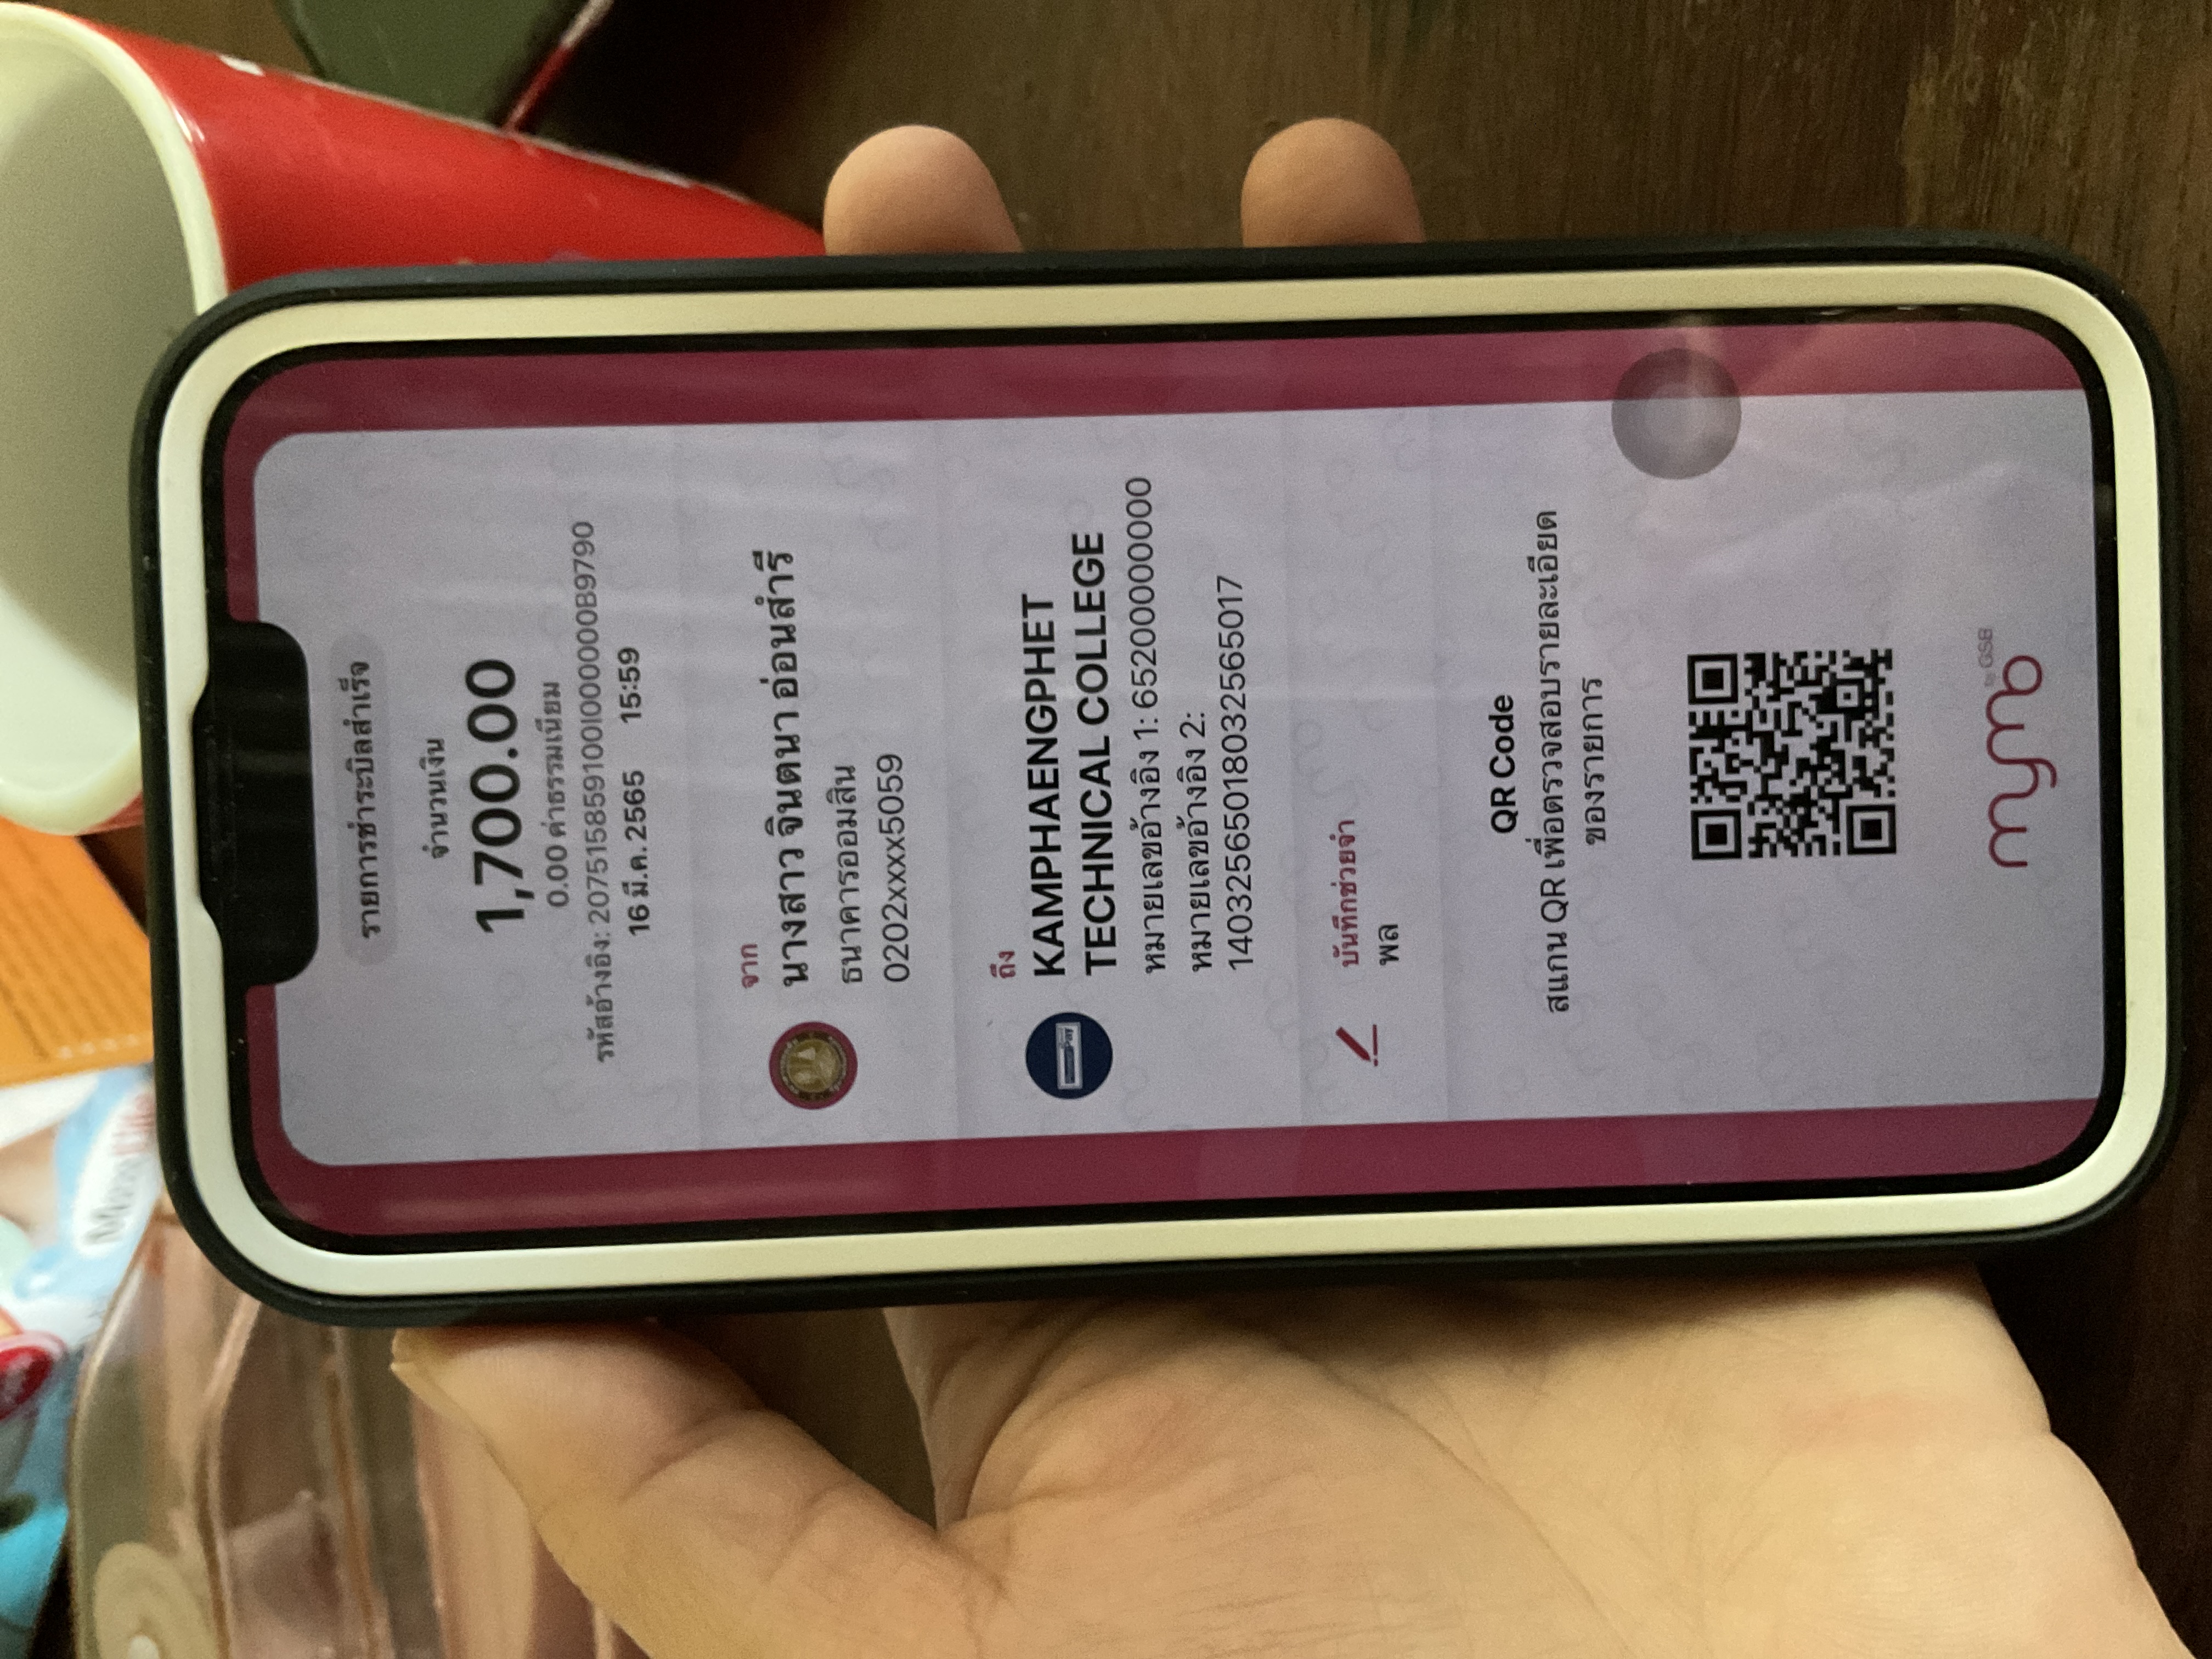 รายการชำระบิลสำเร็จ
จำนวนเงิน
1,700.00
0.00 ค่าธรรมเนียม
รหัสอ้างอิง: 207515859100I000000B9790
16 มี.ค. 2565 15:59
จาก
นางสาว จินตนา อ่อนสำรี
ธนาคารออมสิน
0202xxxx5059
ถึง
KAMPHAENGPHET
TECHNICAL COLLEGE
หมายเลขอ้างอิง 1: 65200000000
หมายเลขอ้างอิง 2:
14032565018032565017
บันทึกช่วยจำ
พล
QR Code
สแกน QR เพื่อตรวจสอบรายละเอียด
ของรายการ
mymo by GSB